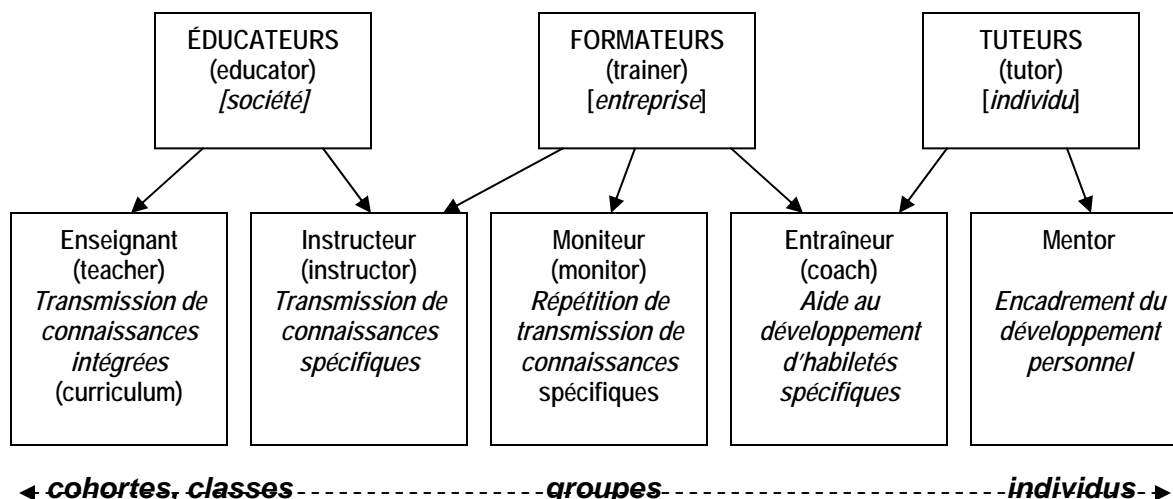 ÉDUCATEURS
(educator)
[société]
FORMATEURS
(trainer)
[entreprise]
TUTEURS
(tutor)
[individu]
Enseignant
(teacher)
Transmission de
connaissances
intégrées
(curriculum)
Instructeur
(instructor)
Transmission de
connaissances
spécifiques
Moniteur
(monitor)
Répétition de
transmission de
connaissances
spécifiques
Entraîneur
(coach)
Aide au
développement
d'habiletés
spécifiques
Mentor
Encadrement du
développement
personnel
cohortes, classes
groupes
individus